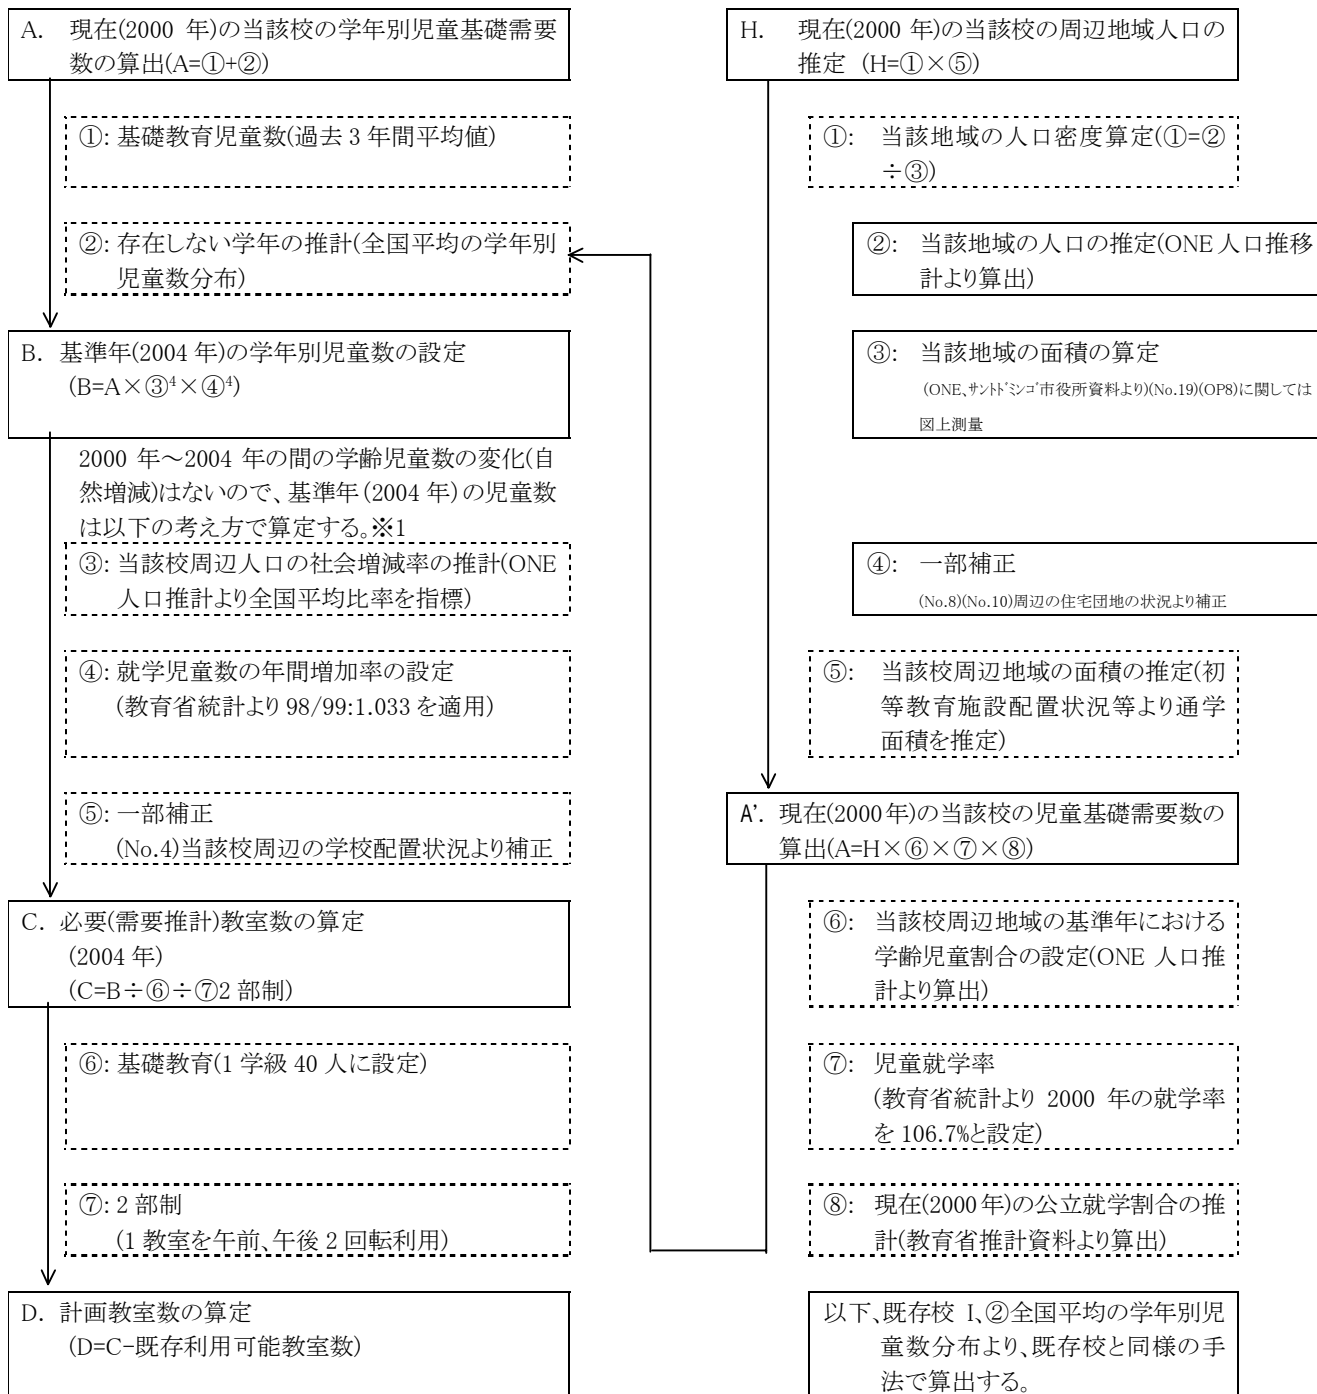 A. 現在(2000 年)の当該校の学年別児童基礎需要
数の算出(A=①+②)
①: 基礎教育児童数(過去 3 年間平均値)
②: 存在しない学年の推計(全国平均の学年別
児童数分布)
B. 基準年(2004 年)の学年別児童数の設定
(B=A×③⁴×④⁴)
2000 年～2004 年の間の学齢児童数の変化(自
然増減)はないので、基準年(2004 年)の児童数
は以下の考え方で算定する。※1
③: 当該校周辺人口の社会増減率の推計(ONE
人口推計より全国平均比率を指標)
④: 就学児童数の年間増加率の設定
(教育省統計より 98/99:1.033 を適用)
⑤: 一部補正
(No.4)当該校周辺の学校配置状況より補正
C. 必要(需要推計)教室数の算定
(2004 年)
(C=B÷⑥÷⑦2 部制)
⑥: 基礎教育(1 学級 40 人に設定)
⑦: 2 部制
(1 教室を午前、午後 2 回転利用)
D. 計画教室数の算定
(D=C-既存利用可能教室数)
H. 現在(2000 年)の当該校の周辺地域人口の
推定 (H=①×⑤)
①: 当該地域の人口密度算定(①=②
÷③)
②: 当該地域の人口の推定(ONE 人口推移
計より算出)
③: 当該地域の面積の算定
(ONE、サントドミンゴ市役所資料より)(No.19)(OP8)に関しては
図上測量
④: 一部補正
(No.8)(No.10)周辺の住宅団地の状況より補正
⑤: 当該校周辺地域の面積の推定(初
等教育施設配置状況等より通学
面積を推定)
A'. 現在(2000年)の当該校の児童基礎需要数の
算出(A=H×⑥×⑦×⑧)
⑥: 当該校周辺地域の基準年における
学齢児童割合の設定(ONE 人口推
計より算出)
⑦: 児童就学率
(教育省統計より 2000 年の就学率
を 106.7%と設定)
⑧: 現在(2000年)の公立就学割合の推
計(教育省推計資料より算出)
以下、既存校 I、②全国平均の学年別児
童数分布より、既存校と同様の手
法で算出する。